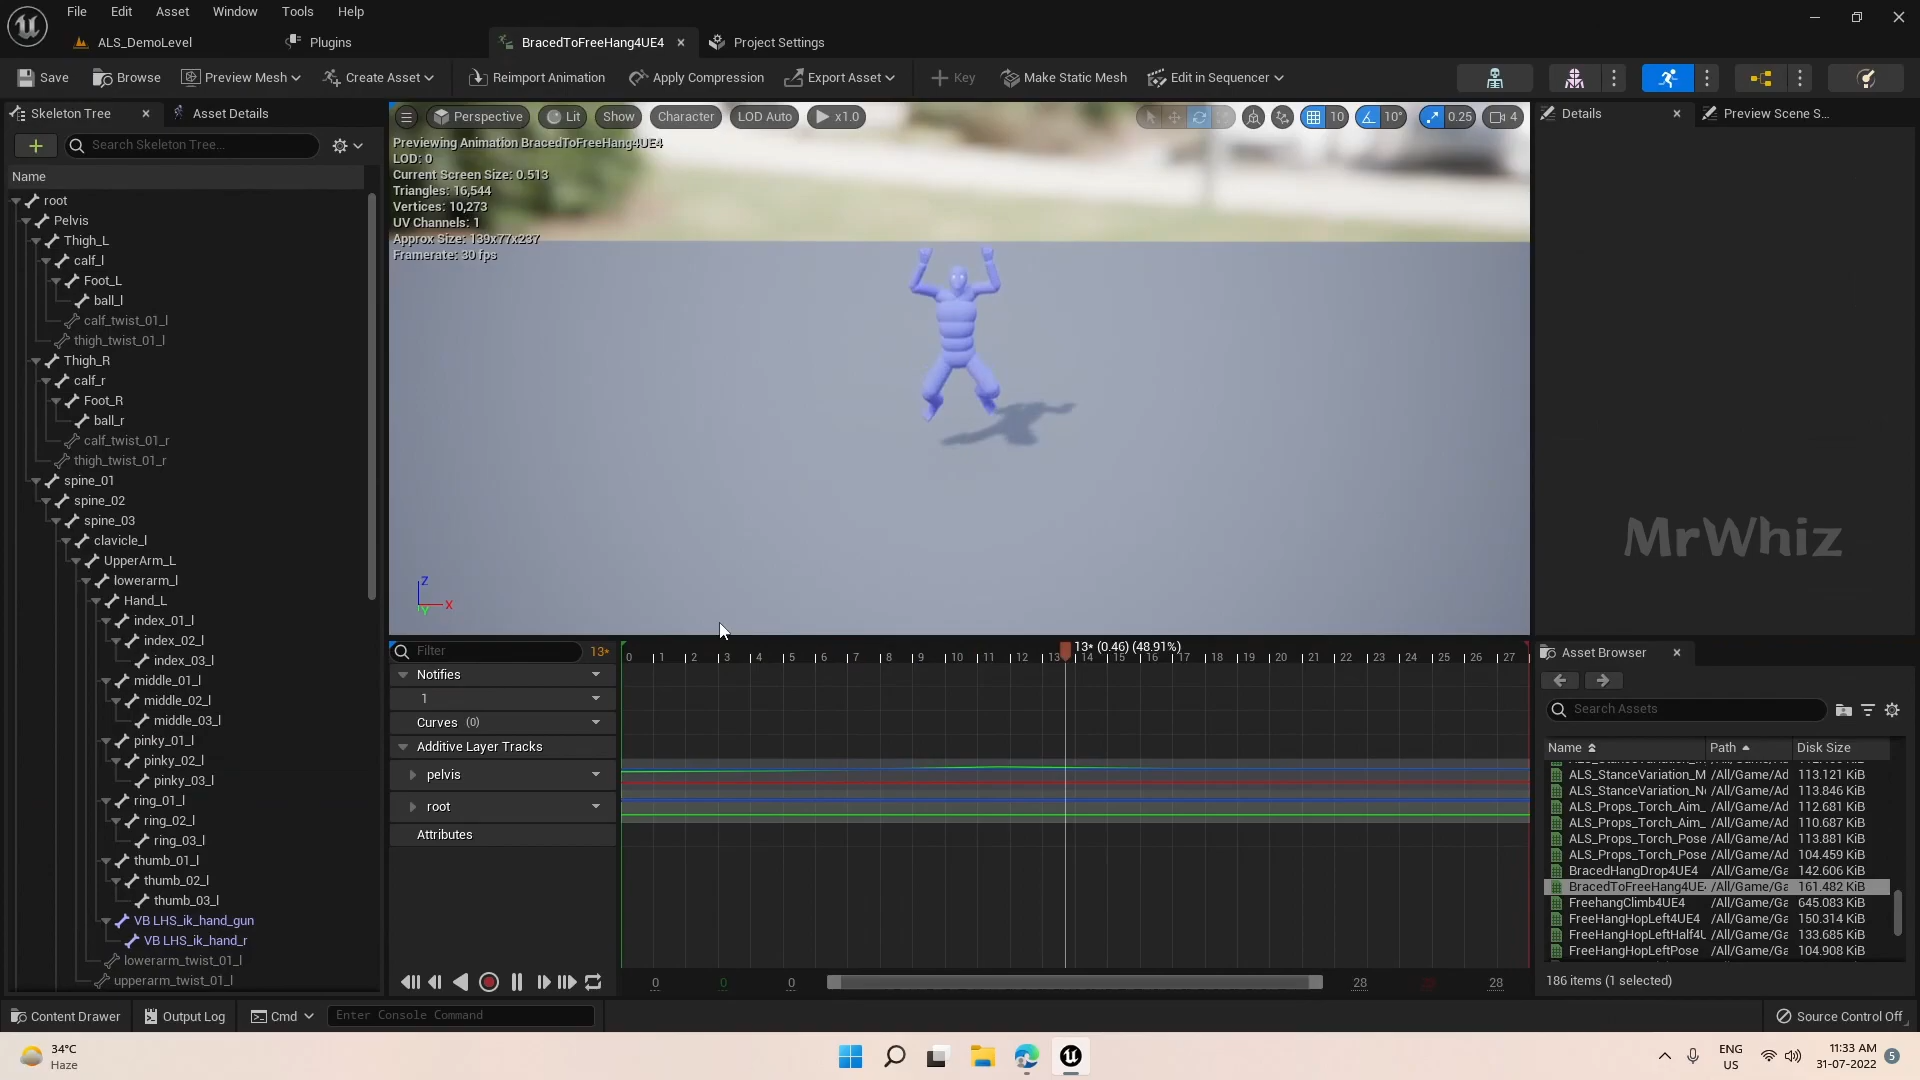 File Edit Asset Window Tools Help
ALS_DemoLevel Plugins BracedToFreeHang4UE4 Project Settings
Save Browse Preview Mesh Create Asset Reimport Animation Apply Compression Export Asset Key Make Static Mesh Edit in Sequencer
Skeleton Tree Asset Details
Search Skeleton Tree...
Name
root
Pelvis
Thigh_L
calf_l
Foot_L
ball_l
calf_twist_01_l
thigh_twist_01_l
Thigh_R
calf_r
Foot_R
ball_r
calf_twist_01_r
thigh_twist_01_r
spine_01
spine_02
spine_03
clavicle_l
UpperArm_L
lowerarm_l
Hand_L
index_01_l
index_02_l
index_03_l
middle_01_l
middle_02_l
middle_03_l
pinky_01_l
pinky_02_l
pinky_03_l
ring_01_l
ring_02_l
ring_03_l
thumb_01_l
thumb_02_l
thumb_03_l
VB LHS_ik_hand_gun
VB LHS_ik_hand_r
lowerarm_twist_01_l
upperarm_twist_01_l
Perspective Lit Show Character LOD Auto x1.0 10 10° 0.25 4
Previewing Animation BracedToFreeHang4UE4
LOD: 0
Current Screen Size: 0.513
Triangles: 16,544
Vertices: 10,273
UV Channels: 1
Approx Size: 139x77x237
Framerate: 30 fps
Z
X
Y
Filter 13*
13* (0.46) (48.91%)
0 1 2 3 4 5 6 7 8 9 10 11 12 13 14 15 16 17 18 19 20 21 22 23 24 25 26 27
Notifies
1
Curves (0)
Additive Layer Tracks
pelvis
root
Attributes
0 0 0 28 28
Details Preview Scene S...
MrWhiz
Asset Browser
Search Assets
Name Path Disk Size
ALS_StanceVariation_M /All/Game/Ad 113.121 KiB
ALS_StanceVariation_N /All/Game/Ad 113.846 KiB
ALS_Props_Torch_Aim_ /All/Game/Ad 112.681 KiB
ALS_Props_Torch_Aim_ /All/Game/Ad 110.687 KiB
ALS_Props_Torch_Pose /All/Game/Ad 113.881 KiB
ALS_Props_Torch_Pose /All/Game/Ad 104.459 KiB
BracedHangDrop4UE4 /All/Game/Ga 142.606 KiB
BracedToFreeHang4UE /All/Game/Ga 161.482 KiB
FreehangClimb4UE4 /All/Game/Ga 645.083 KiB
FreeHangHopLeft4UE4 /All/Game/Ga 150.314 KiB
FreeHangHopLeftHalf4U /All/Game/Ga 133.685 KiB
FreeHangHopLeftPose /All/Game/Ga 104.908 KiB
186 items (1 selected)
Content Drawer Output Log Cmd Enter Console Command Source Control Off
34°C
Haze
ENG
US
11:33 AM
31-07-2022
5